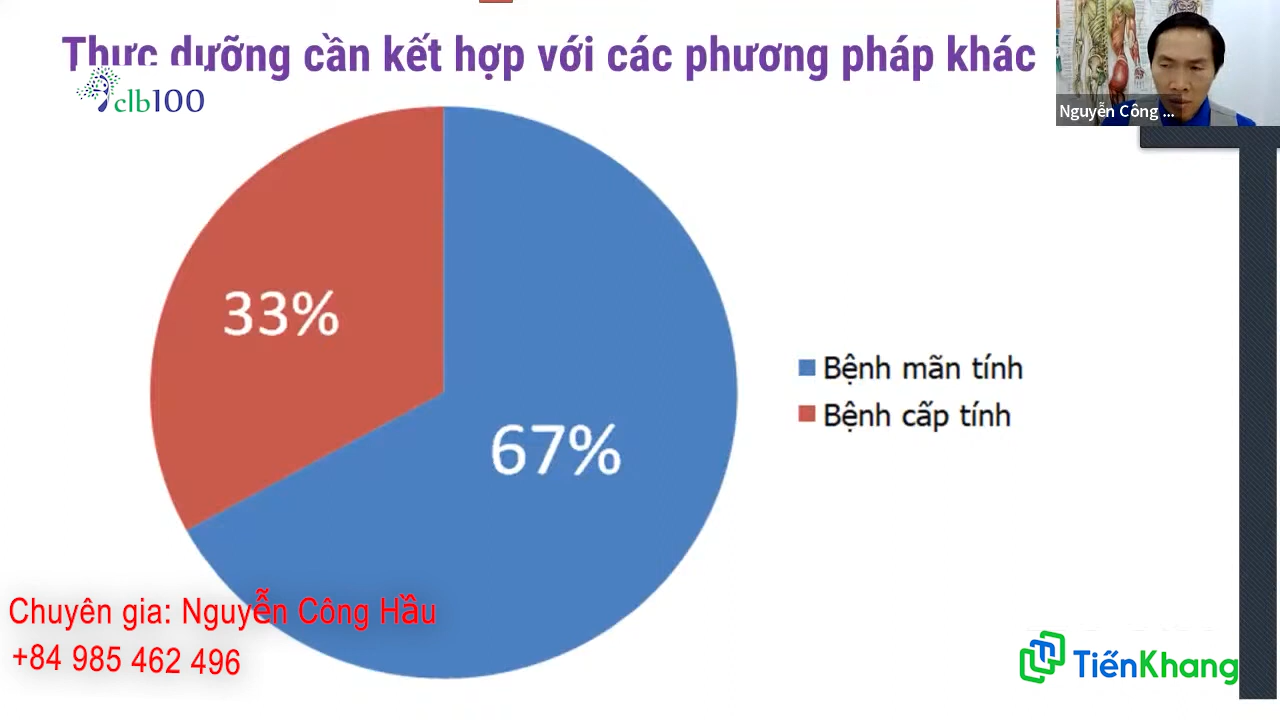 Thực dưỡng cần kết hợp với các phương pháp khác
clb100
Nguyễn Công ...
33%
67%
Bệnh mãn tính
Bệnh cấp tính
Chuyên gia: Nguyễn Công Hầu
+84 985 462 496
TiếnKhang